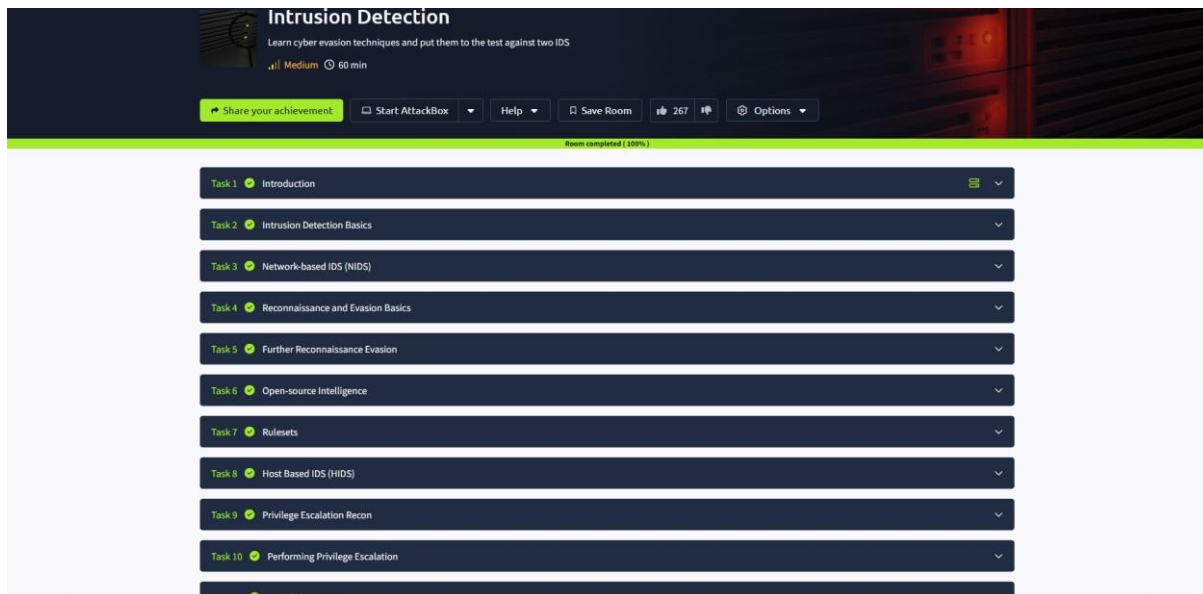 Intrusion Detection
Learn cyber evasion techniques and put them to the test against two IDS
Medium 60 min
Share your achievement Start AttackBox Help Save Room 267 Options
Room completed ( 100% )
Task 1 Introduction
Task 2 Intrusion Detection Basics
Task 3 Network-based IDS (NIDS)
Task 4 Reconnaissance and Evasion Basics
Task 5 Further Reconnaissance Evasion
Task 6 Open-source Intelligence
Task 7 Rulesets
Task 8 Host Based IDS (HIDS)
Task 9 Privilege Escalation Recon
Task 10 Performing Privilege Escalation